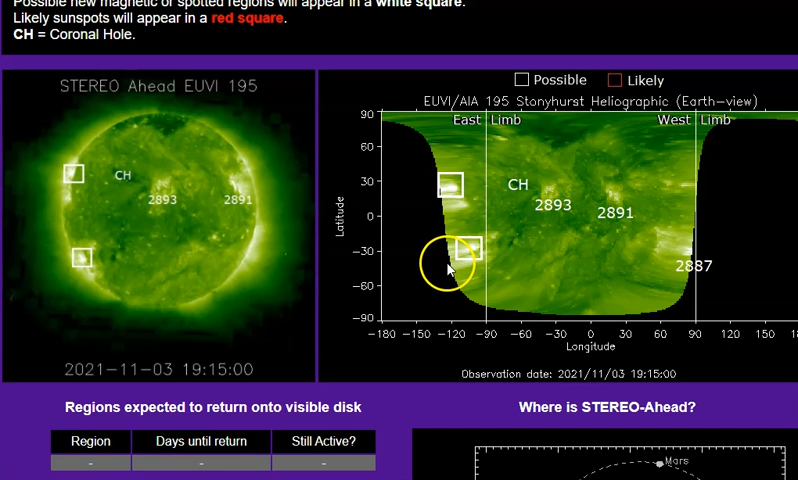 Possible new magnetic or spotted regions will appear in a white square.
Likely sunspots will appear in a red square.
CH = Coronal Hole.
STEREO Ahead EUVI 195
CH
2893
2891
2021-11-03 19:15:00
Possible
Likely
EUVI/AIA 195 Stonyhurst Heliographic (Earth-view)
East Limb
West Limb
90
60
30
0
-30
-60
-90
Latitude
CH
2893
2891
2887
-180 -150 -120 -90 -60 -30 0 30 60 90 120 150
Longitude
Observation date: 2021/11/03 19:15:00
Regions expected to return onto visible disk
Region Days until return Still Active?
- - -
Where is STEREO-Ahead?
Mars